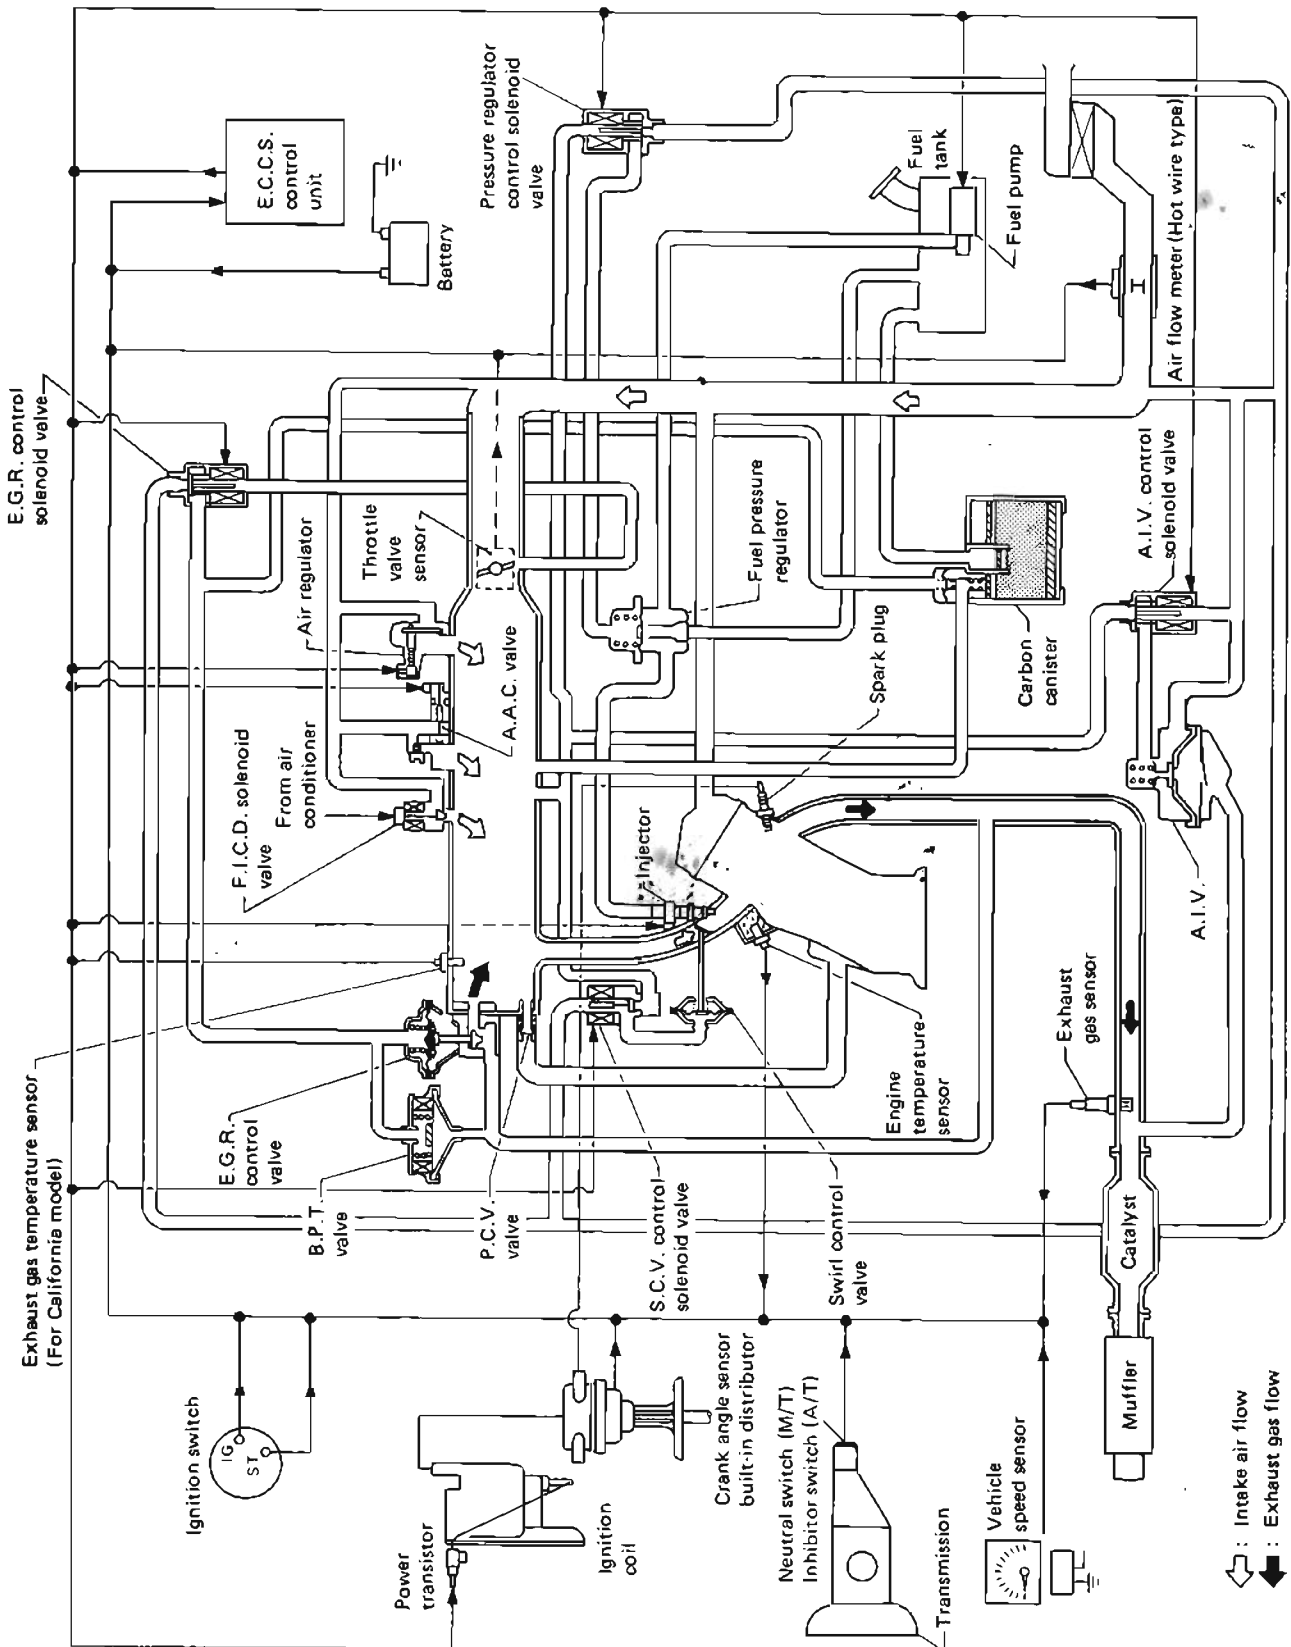 E.G.R. control
solenoid valve
E.C.C.S.
control
unit
Battery
Pressure regulator
control solenoid
valve
Fuel
tank
Fuel pump
Air flow meter (Hot wire type)
Air regulator
Throttle
valve
sensor
A.A.C. valve
Fuel pressure
regulator
Spark plug
Carbon
canister
A.I.V. control
solenoid valve
F.I.C.D. solenoid
valve
From air
conditioner
Injector
A.I.V.
Exhaust gas temperature sensor
(For California model)
E.G.R.
control
valve
B.P.T.
valve
P.C.V.
valve
S.C.V. control
solenoid valve
Swirl control
valve
Engine
temperature
sensor
Exhaust
gas sensor
Catalyst
Muffler
Ignition switch
IG
ST
Power
transistor
Ignition
coil
Crank angle sensor
built-in distributor
Neutral switch (M/T)
Inhibitor switch (A/T)
Transmission
Vehicle
speed sensor
: Intake air flow
: Exhaust gas flow